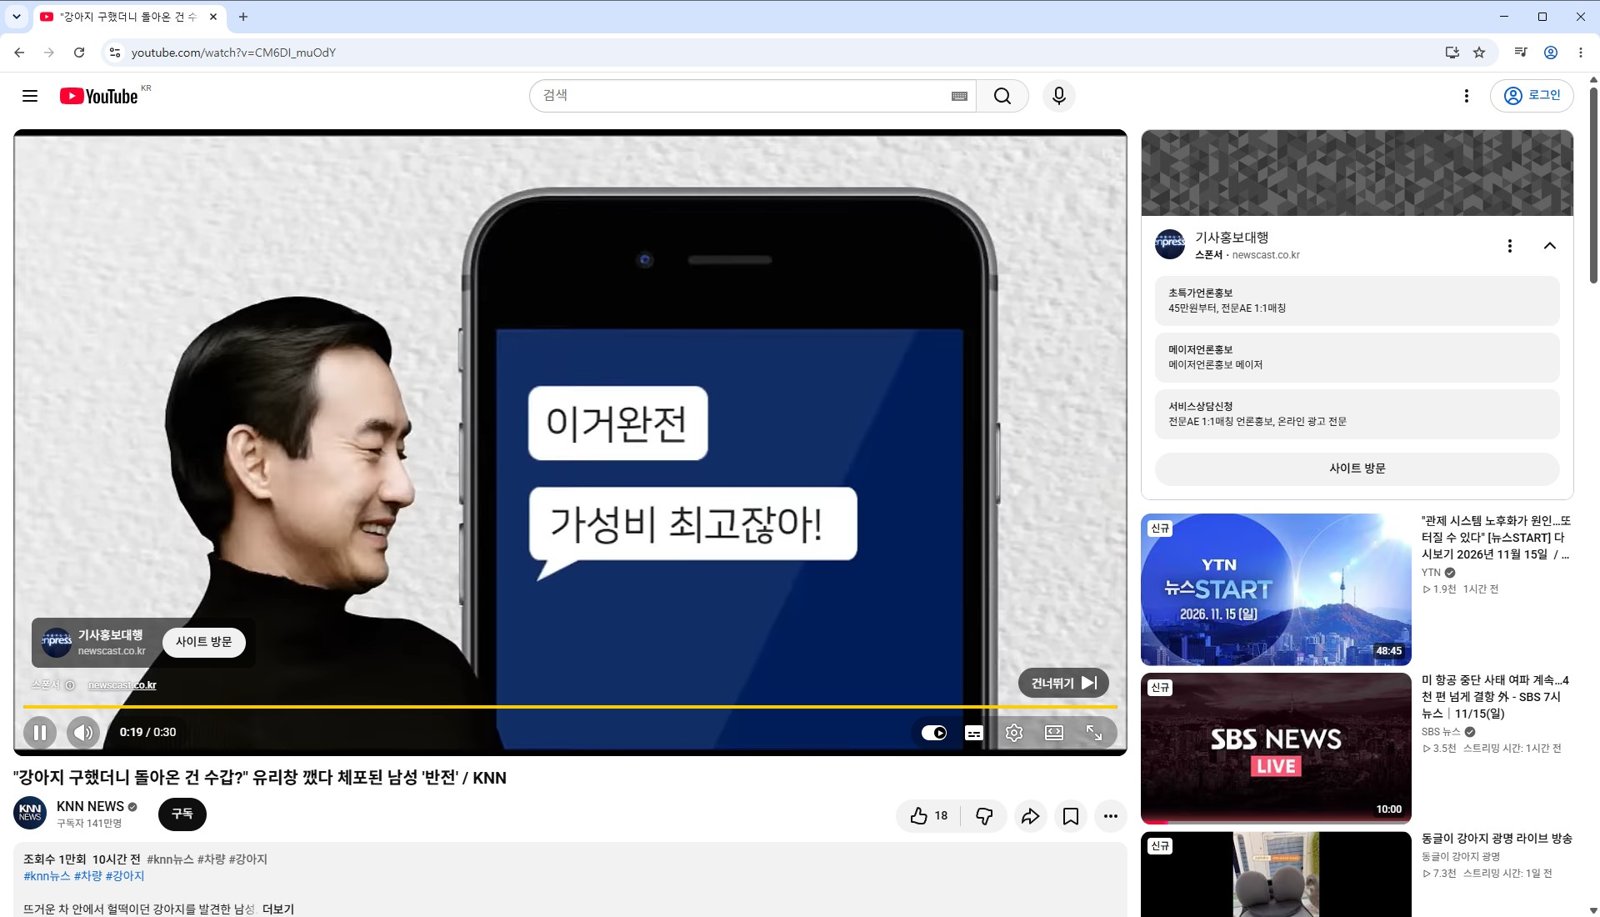 "강아지 구했더니 돌아온 건 수
youtube.com/watch?v=CM6DI_muOdY
YouTube KR
검색
로그인
이거완전
가성비 최고잖아!
npress
기사홍보대행
newscast.co.kr
사이트 방문
스폰서
newscast.co.kr
건너뛰기
0:19 / 0:30
"강아지 구했더니 돌아온 건 수갑?" 유리창 깼다 체포된 남성 '반전' / KNN
KNN NEWS
KNN NEWS
구독자 141만명
구독
18
조회수 1만회 10시간 전 #knn뉴스 #차량 #강아지
#knn뉴스 #차량 #강아지
뜨거운 차 안에서 헐떡이던 강아지를 발견한 남성. 더보기
npress
기사홍보대행
스폰서 · newscast.co.kr
초특가언론홍보
45만원부터, 전문AE 1:1매칭
메이저언론홍보
메이저언론홍보 메이저
서비스상담신청
전문AE 1:1매칭 언론홍보, 온라인 광고 전문
사이트 방문
신규
YTN
뉴스START
2026. 11. 15 (일)
48:45
"관제 시스템 노후화가 원인...또
터질 수 있다" [뉴스START] 다
시보기 2026년 11월 15일 / ...
YTN
1.9천 1시간 전
신규
SBS NEWS
LIVE
10:00
미 항공 중단 사태 여파 계속...4
천 편 넘게 결항 外 - SBS 7시
뉴스 | 11/15(일)
SBS 뉴스
3.5천 스트리밍 시간: 1시간 전
신규
동글이 강아지 광명 라이브 방송
동글이 강아지 광명
7.3천 스트리밍 시간: 1일 전